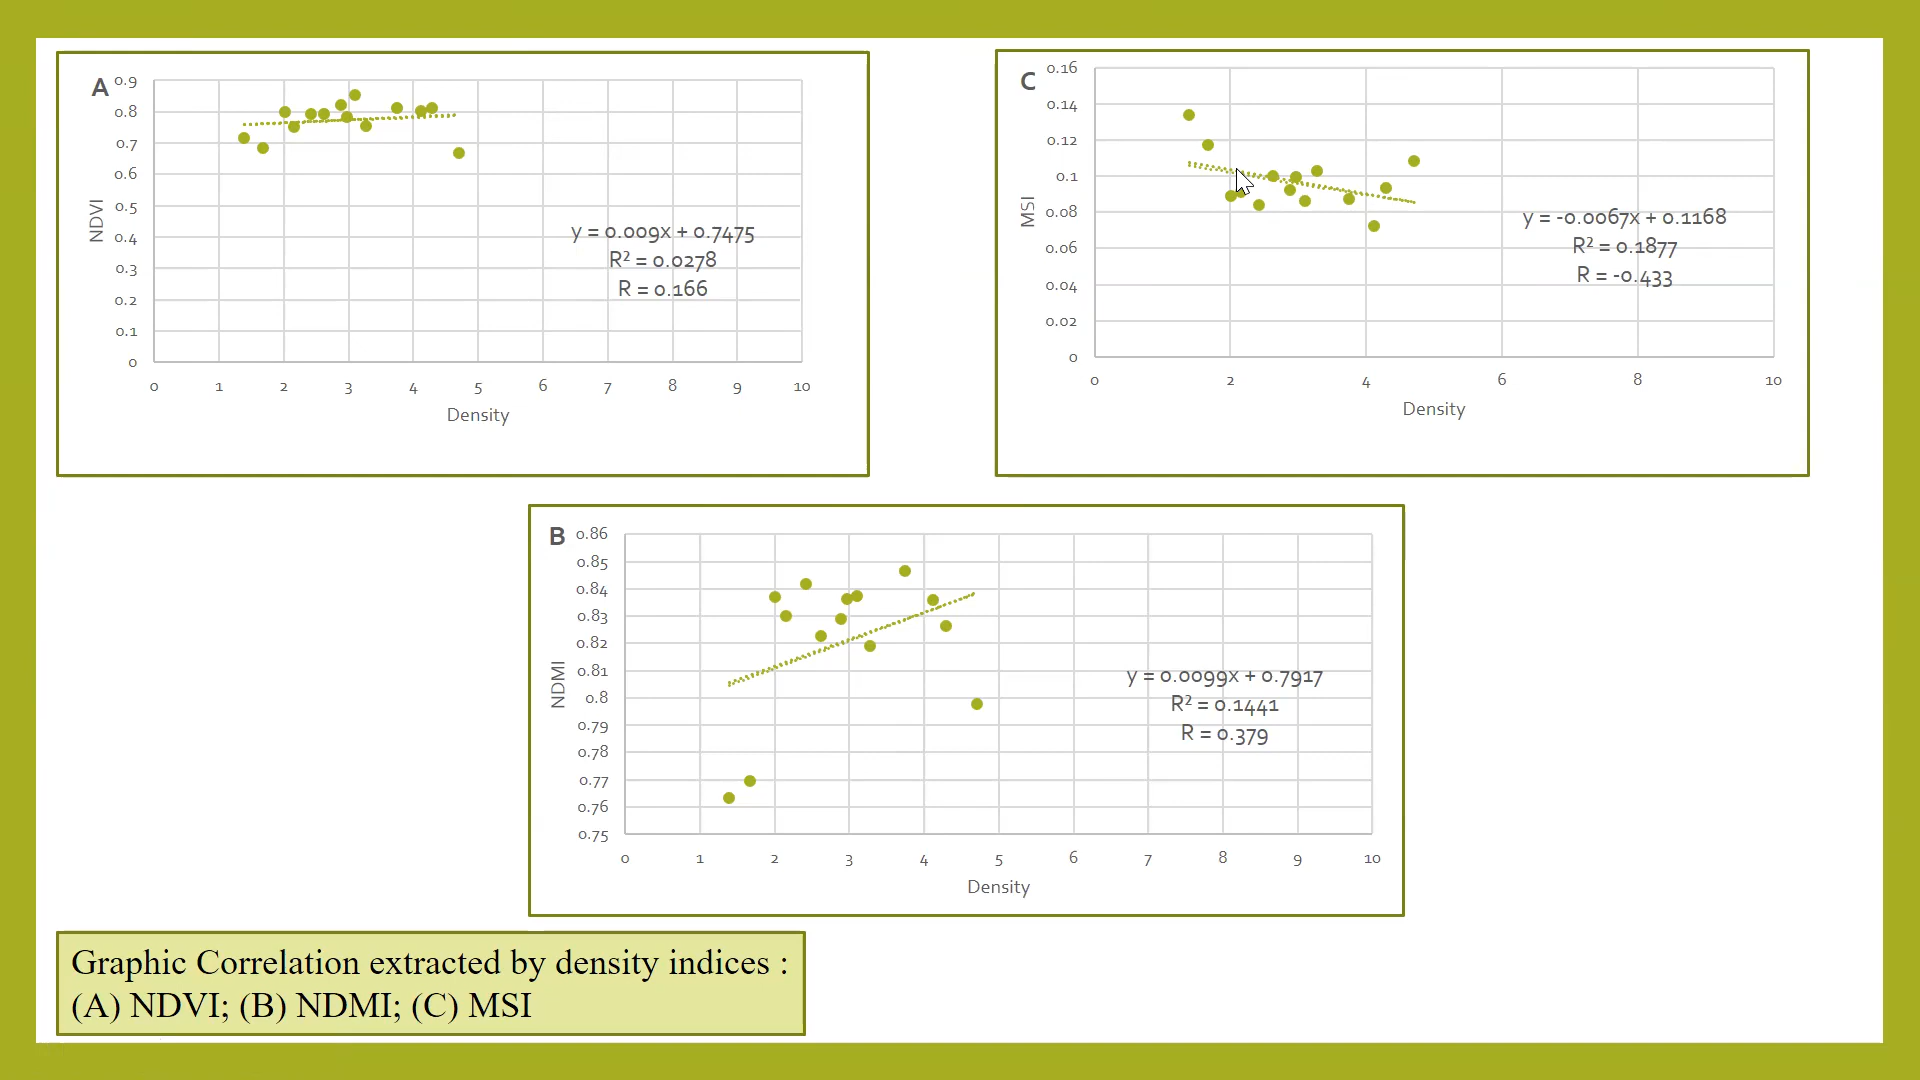 A
0.9
0.8
0.7
0.6
0.5
0.4
0.3
0.2
0.1
0
NDVI
y = 0.009x + 0.7475
R² = 0.0278
R = 0.166
0 1 2 3 4 5 6 7 8 9 10
Density
C
0.16
0.14
0.12
0.1
0.08
0.06
0.04
0.02
0
MSI
y = -0.0067x + 0.1168
R² = 0.1877
R = -0.433
0 2 4 6 8 10
Density
B
0.86
0.85
0.84
0.83
0.82
0.81
0.8
0.79
0.78
0.77
0.76
0.75
NDMI
y = 0.0099x + 0.7917
R² = 0.1441
R = 0.379
0 1 2 3 4 5 6 7 8 9 10
Density
Graphic Correlation extracted by density indices :
(A) NDVI; (B) NDMI; (C) MSI